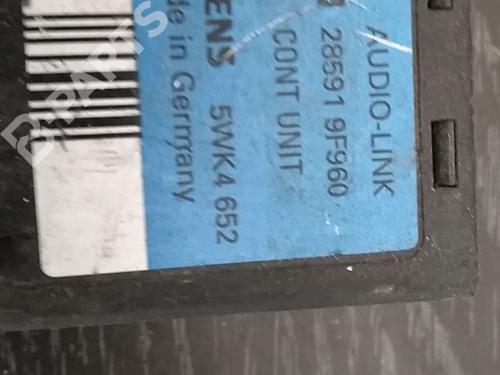 AUDIO-LINK
28591 9F960
CONT UNIT
ENS 5WK4 652
de in Germany